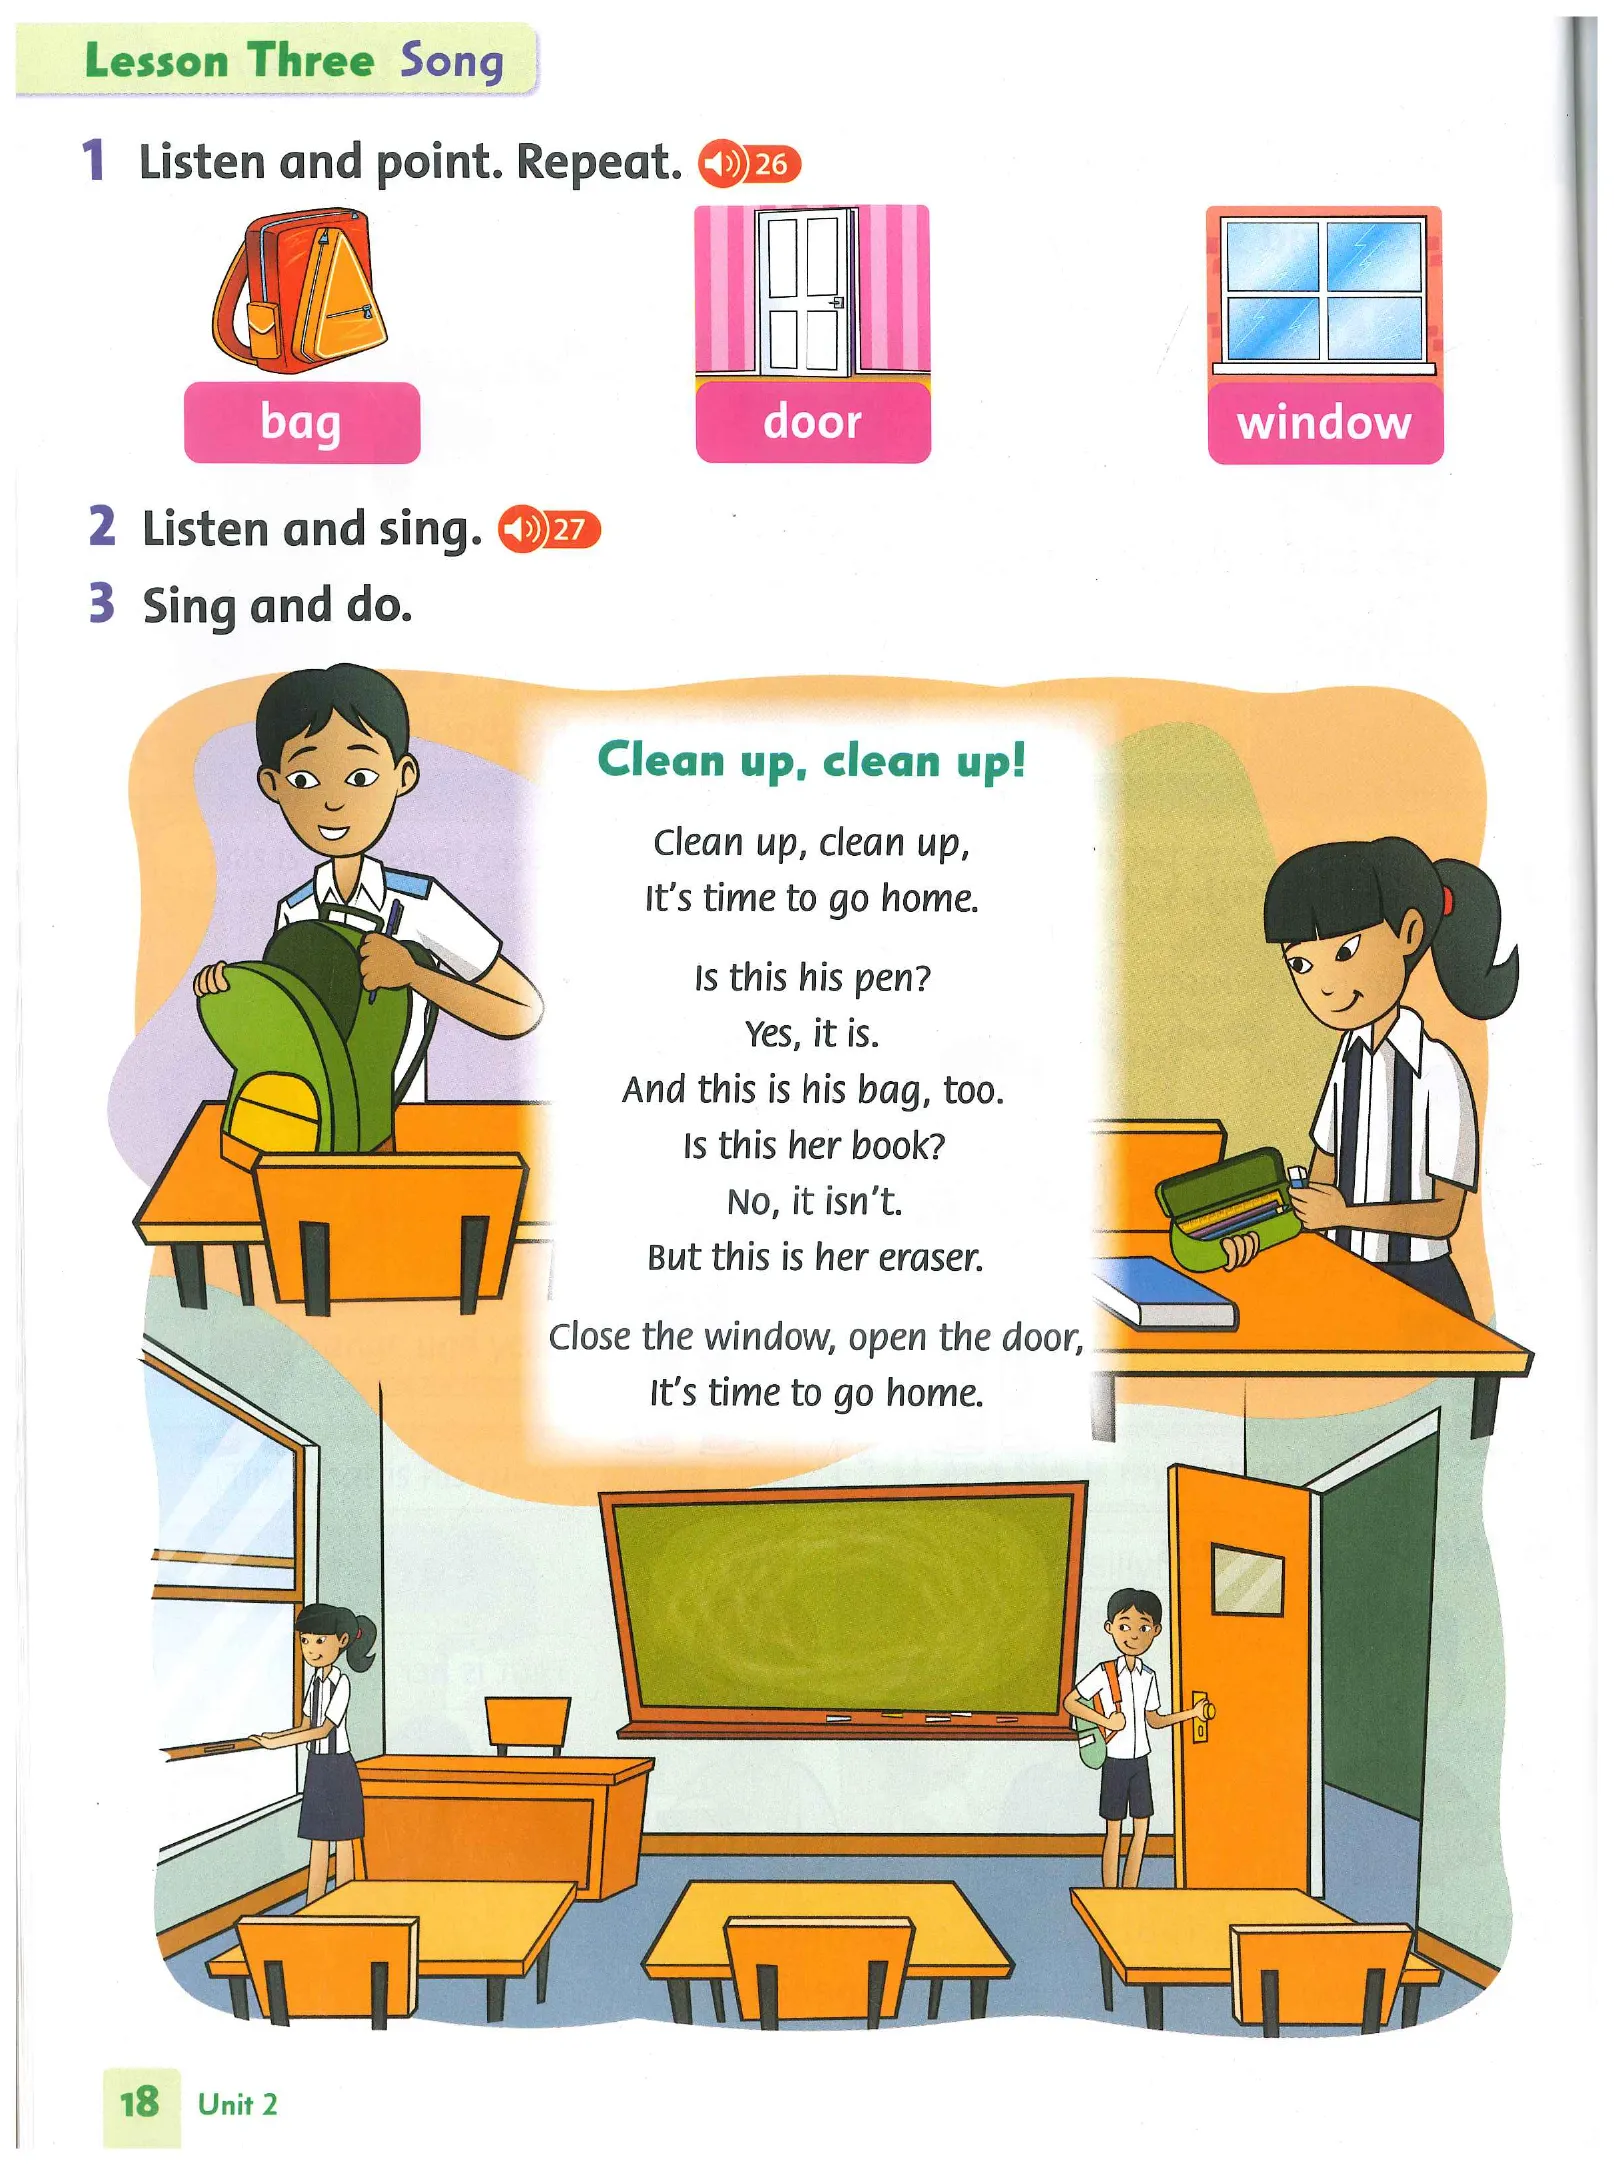 Lesson Three Song
1 Listen and point. Repeat. 26
bag
door
window
2 Listen and sing. 27
3 Sing and do.
Clean up, clean up!
Clean up, clean up,
It's time to go home.
Is this his pen?
Yes, it is.
And this is his bag, too.
Is this her book?
No, it isn't.
But this is her eraser.
Close the window, open the door,
It's time to go home.
18 Unit 2